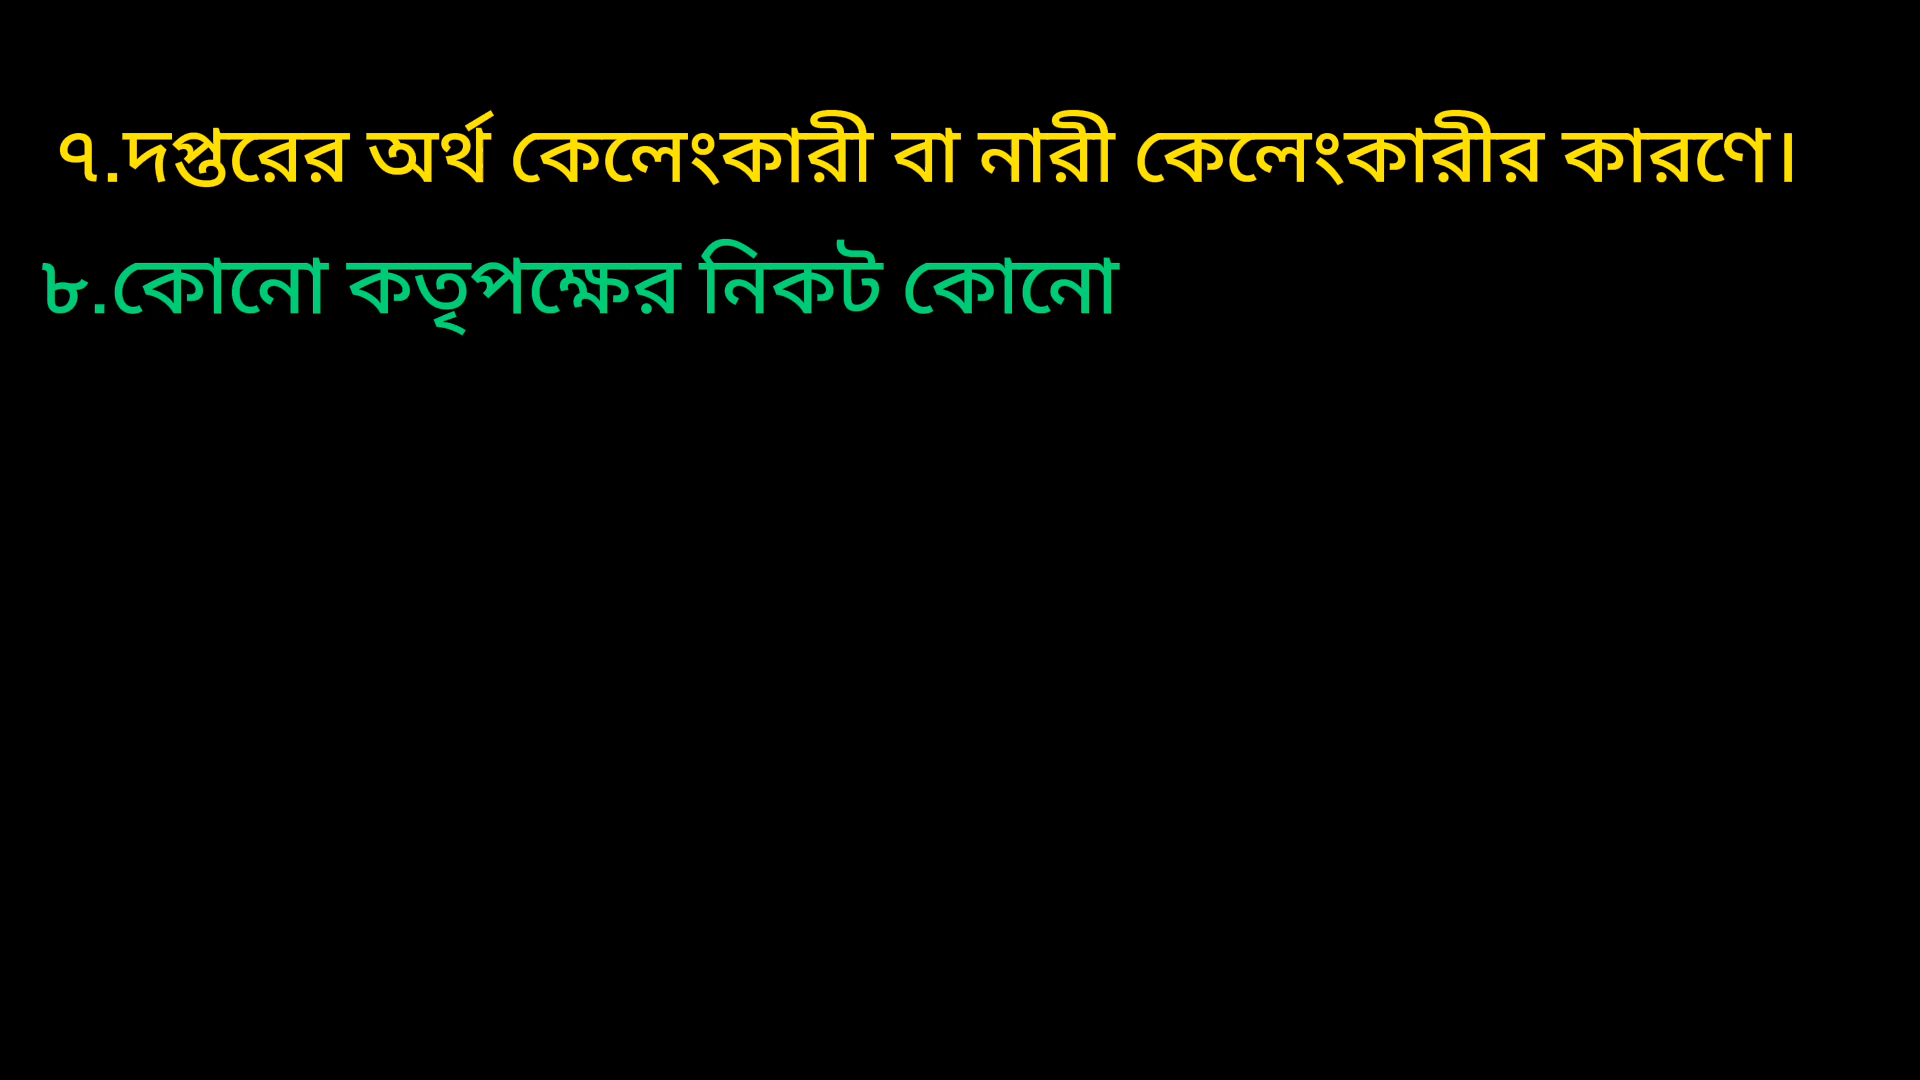 ৭.দপ্তরের অর্থ কেলেংকারী বা নারী কেলেংকারীর কারণে।
৮.কোনো কতৃপক্ষের নিকট কোনো